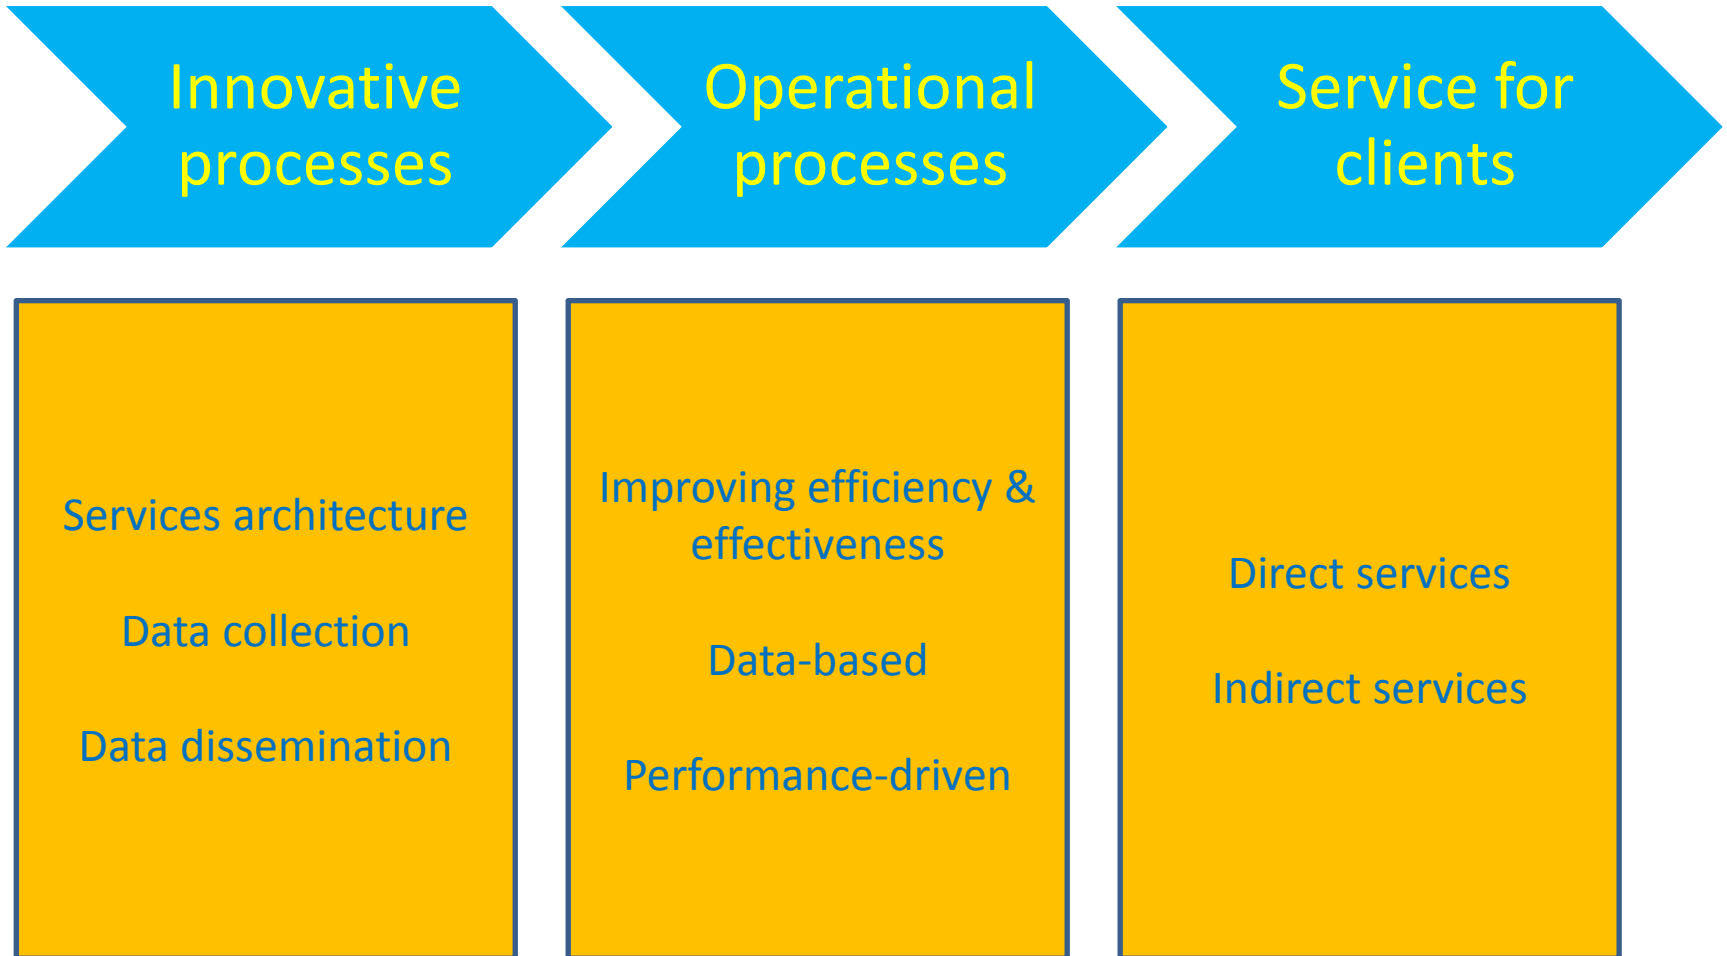 Innovative
processes
Operational
processes
Service for
clients
Services architecture
Data collection
Data dissemination
Improving efficiency &
effectiveness
Data-based
Performance-driven
Direct services
Indirect services